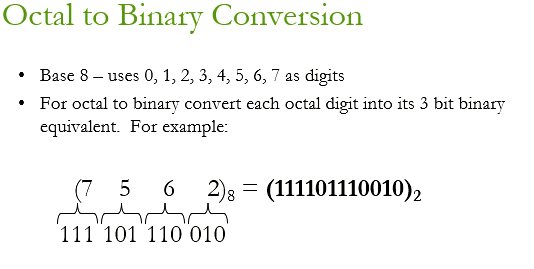 Octal to Binary Conversion
• Base 8 – uses 0, 1, 2, 3, 4, 5, 6, 7 as digits
• For octal to binary convert each octal digit into its 3 bit binary
equivalent. For example:
(7 5 6 2)₈ = (111101110010)₂
111 101 110 010